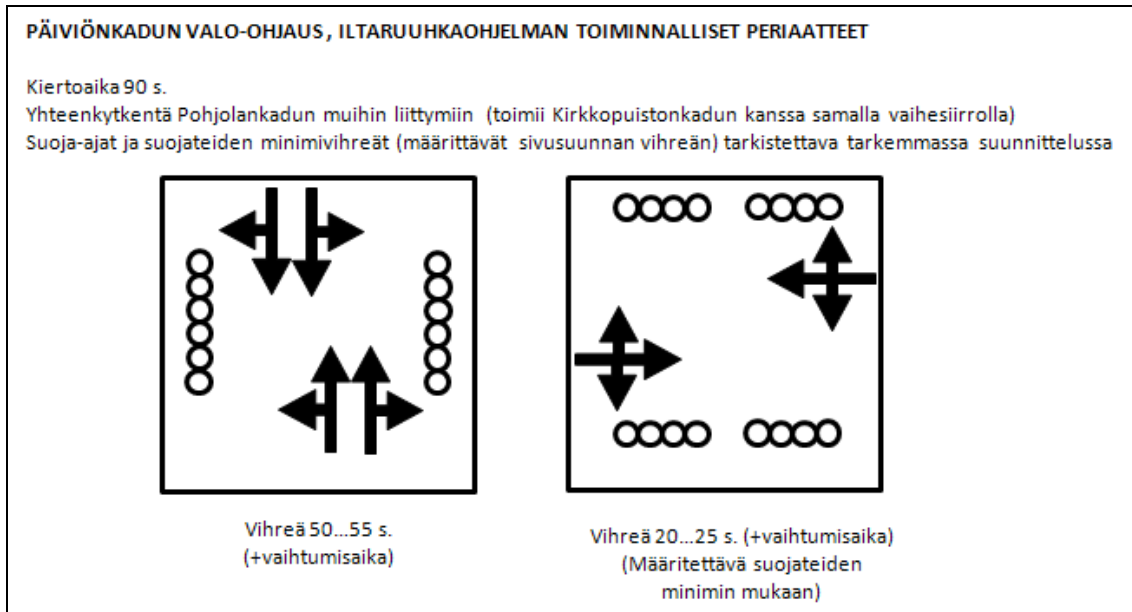 PÄIVIÖNKADUN VALO-OHJAUS , ILTARUUHKAOHJELMAN TOIMINNALLISET PERIAATTEET
Kiertoaika 90 s.
Yhteenkytkentä Pohjolankadun muihin liittymiin (toimii Kirkkopuistonkadun kanssa samalla vaihesiirrolla)
Suoja-ajat ja suojateiden minimivihreät (määrittävät sivusuunnan vihreän) tarkistettava tarkemmassa suunnittelussa
Vihreä 50...55 s.
(+vaihtumisaika)
Vihreä 20...25 s. (+vaihtumisaika)
(Määritettävä suojateiden
minimin mukaan)